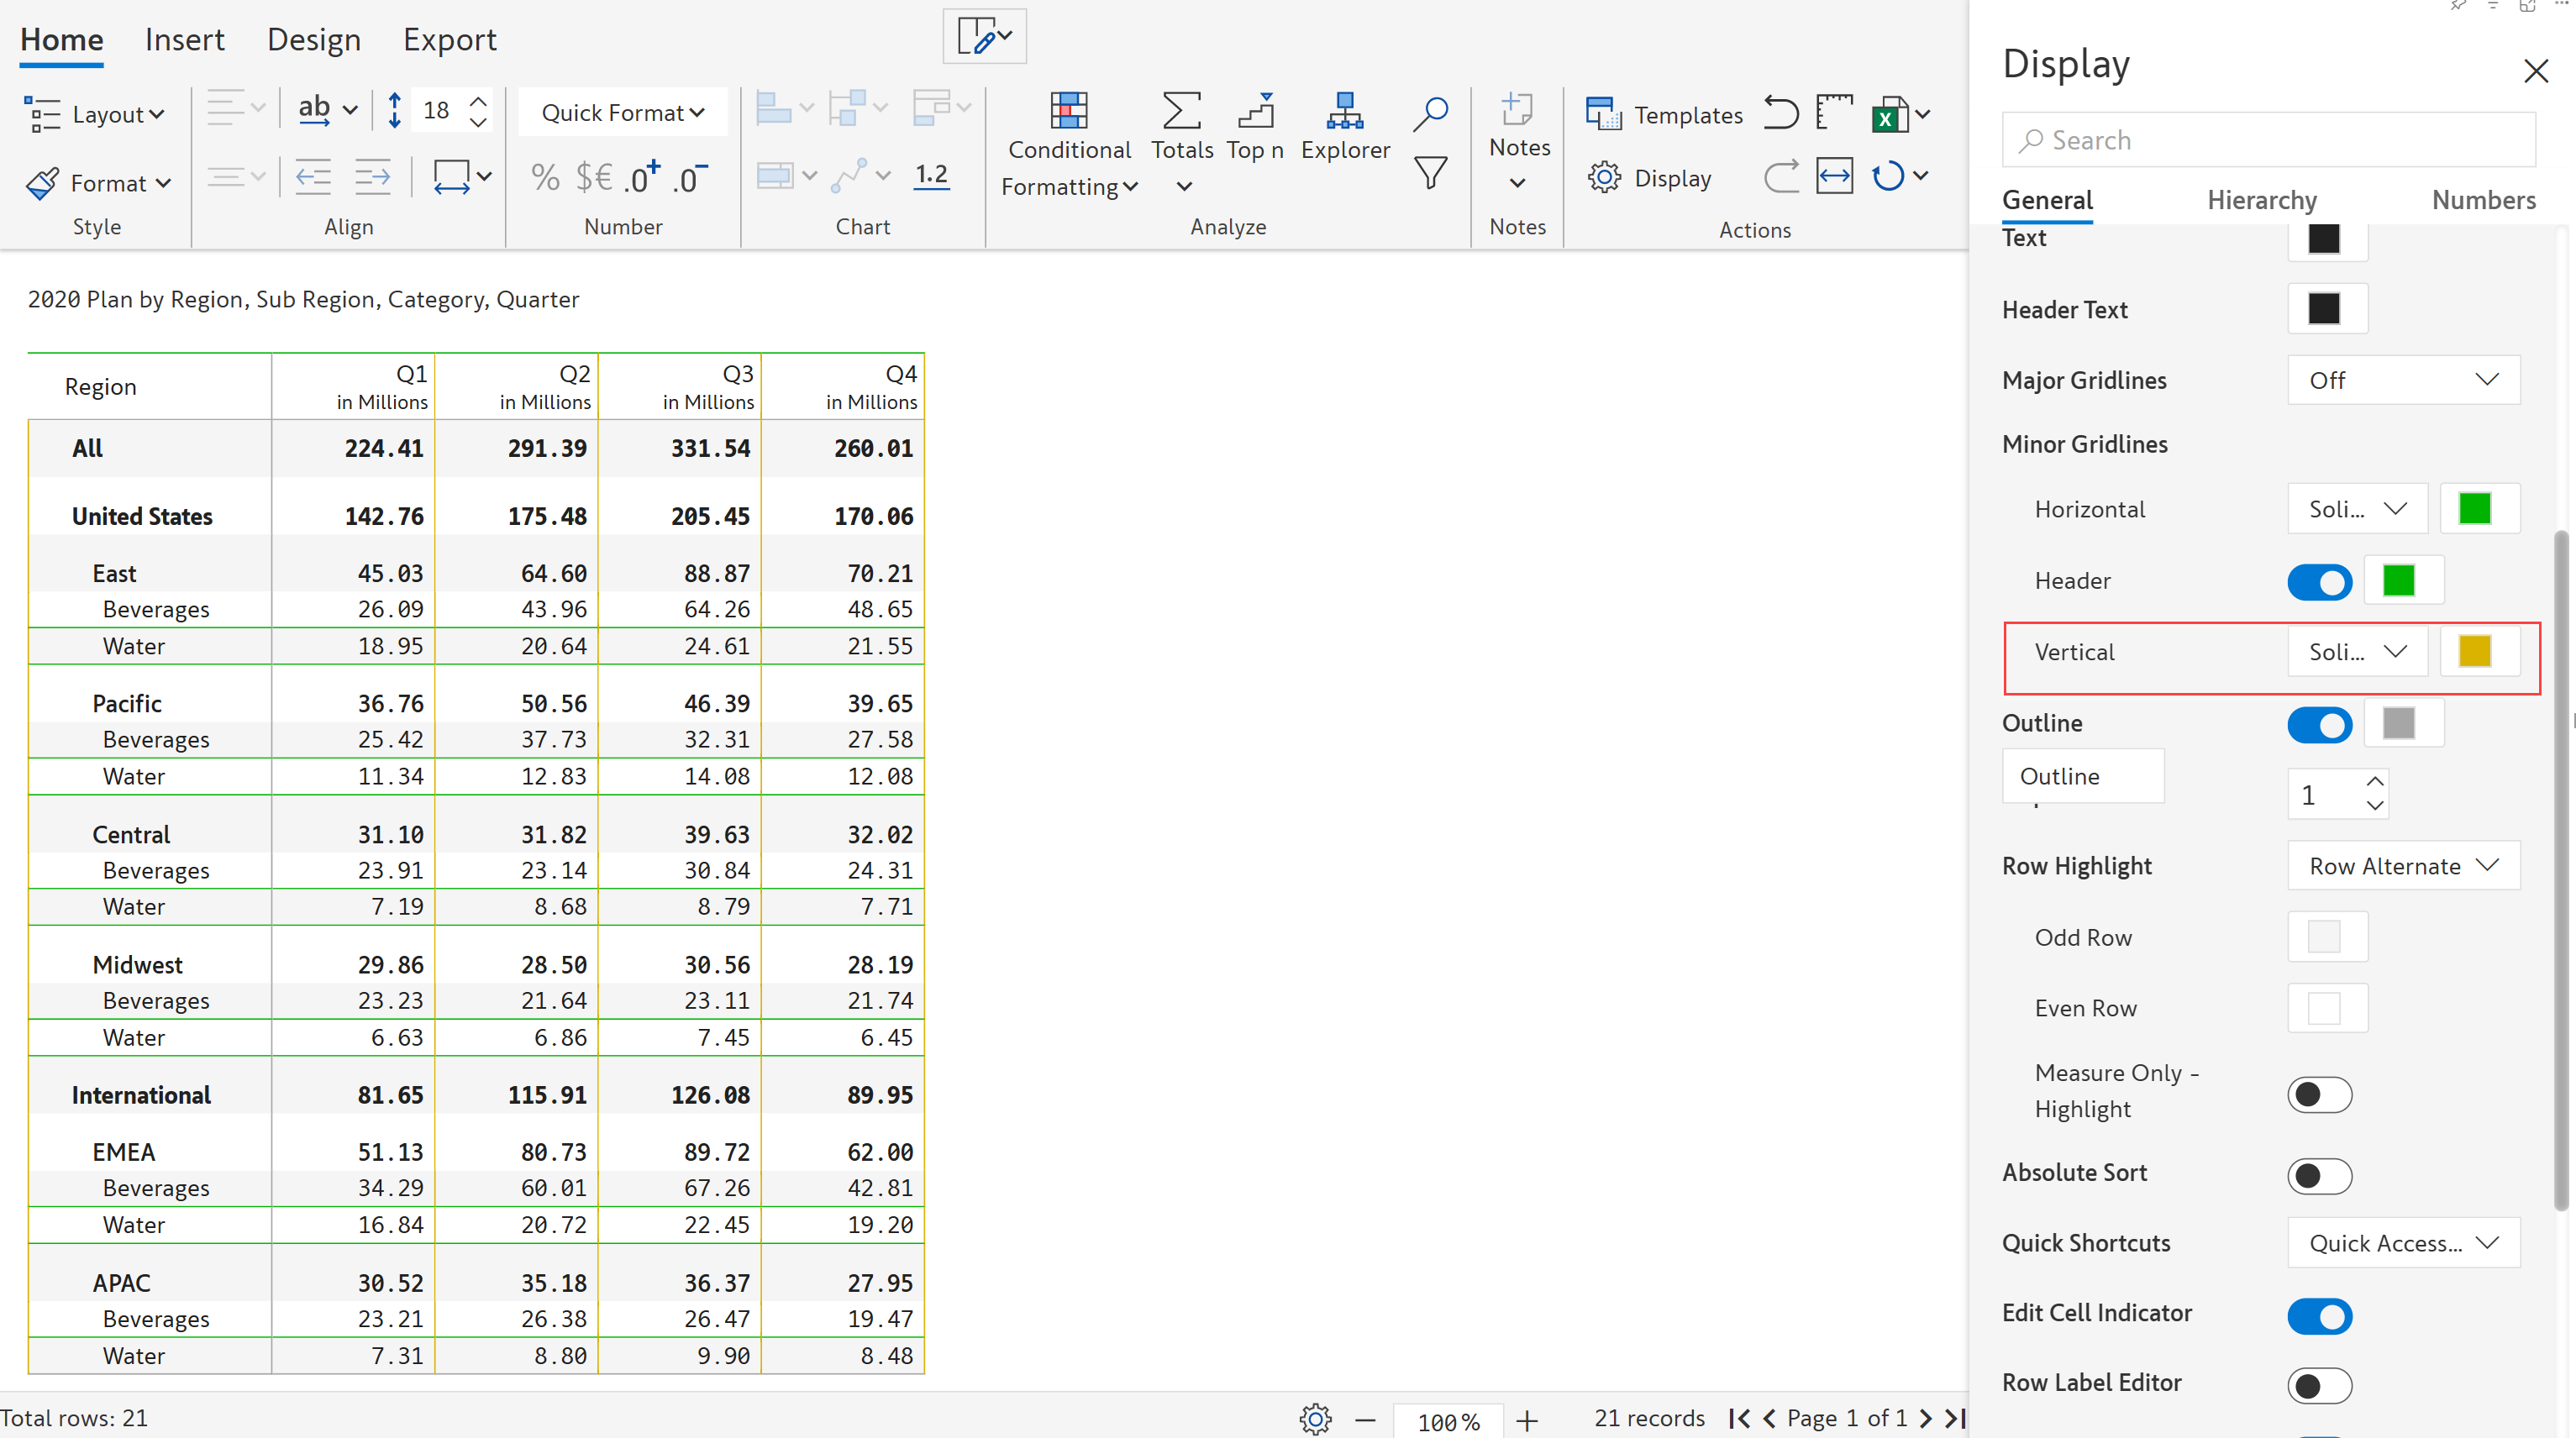 Home Insert Design Export
Layout ab 18 Quick Format
Format % $€ .0+ .0- 1.2
Conditional Formatting Totals Top n Explorer Notes Templates
Display
Style Align Number Chart Analyze Notes Actions
2020 Plan by Region, Sub Region, Category, Quarter
Region Q1 Q2 Q3 Q4
in Millions in Millions in Millions in Millions
All 224.41 291.39 331.54 260.01
United States 142.76 175.48 205.45 170.06
East 45.03 64.60 88.87 70.21
Beverages 26.09 43.96 64.26 48.65
Water 18.95 20.64 24.61 21.55
Pacific 36.76 50.56 46.39 39.65
Beverages 25.42 37.73 32.31 27.58
Water 11.34 12.83 14.08 12.08
Central 31.10 31.82 39.63 32.02
Beverages 23.91 23.14 30.84 24.31
Water 7.19 8.68 8.79 7.71
Midwest 29.86 28.50 30.56 28.19
Beverages 23.23 21.64 23.11 21.74
Water 6.63 6.86 7.45 6.45
International 81.65 115.91 126.08 89.95
EMEA 51.13 80.73 89.72 62.00
Beverages 34.29 60.01 67.26 42.81
Water 16.84 20.72 22.45 19.20
APAC 30.52 35.18 36.37 27.95
Beverages 23.21 26.38 26.47 19.47
Water 7.31 8.80 9.90 8.48
Total rows: 21 100% 21 records Page 1 of 1
Display
Search
General Hierarchy Numbers
Text
Header Text
Major Gridlines Off
Minor Gridlines
Horizontal Soli...
Header
Vertical Soli...
Outline
Outline 1
Row Highlight Row Alternate
Odd Row
Even Row
Measure Only -
Highlight
Absolute Sort
Quick Shortcuts Quick Access...
Edit Cell Indicator
Row Label Editor